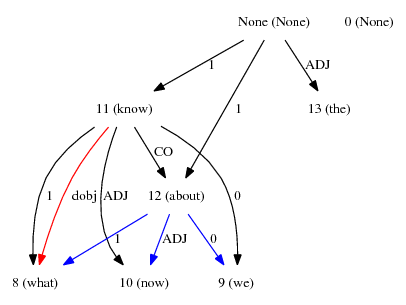 None (None) 0 (None)
1 ADJ
11 (know) 1 13 (the)
CO
1 dobj ADJ 12 (about) 0
1 ADJ 0
8 (what) 10 (now) 9 (we)